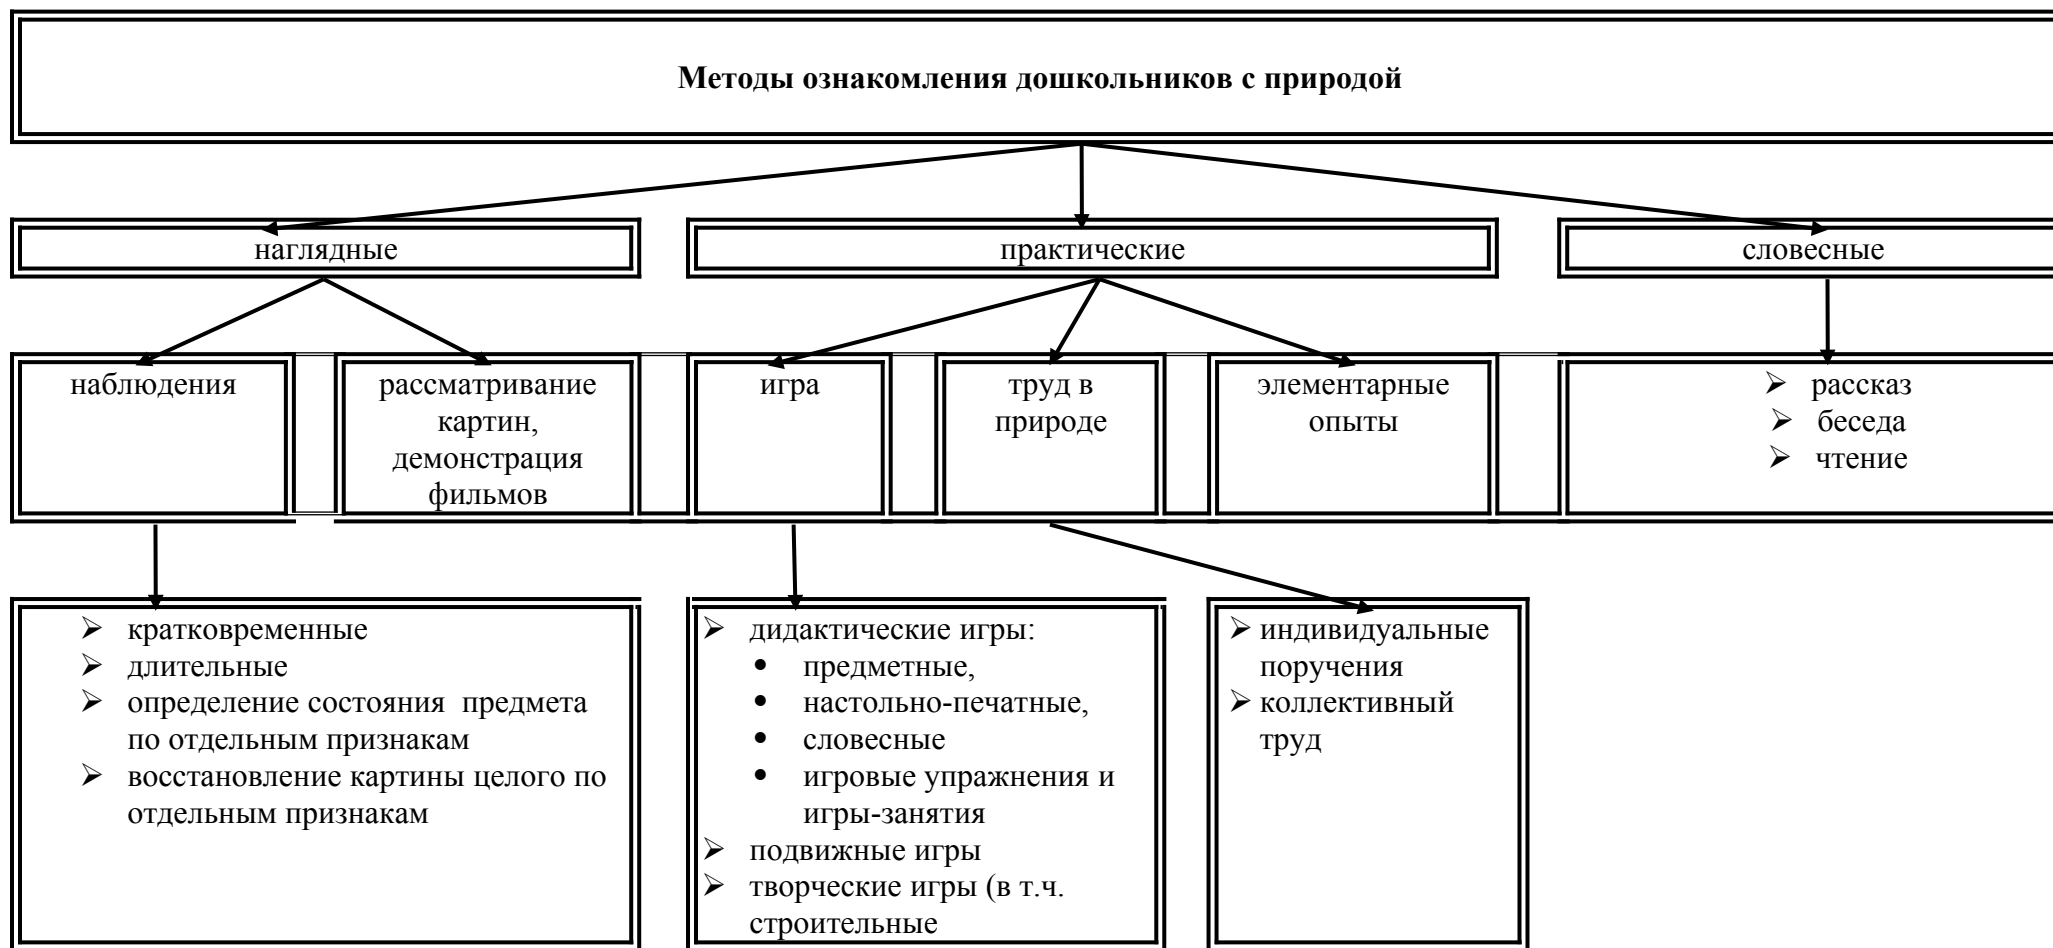 Методы ознакомления дошкольников с природой
наглядные
практические
словесные
наблюдения
рассматривание
картин,
демонстрация
фильмов
игра
труд в
природе
элементарные
опыты
рассказ
беседа
чтение
кратковременные
длительные
определение состояния предмета
по отдельным признакам
восстановление картины целого по
отдельным признакам
дидактические игры:
предметные,
настольно-печатные,
словесные
игровые упражнения и
игры-занятия
подвижные игры
творческие игры (в т.ч.
строительные
индивидуальные
поручения
коллективный
труд